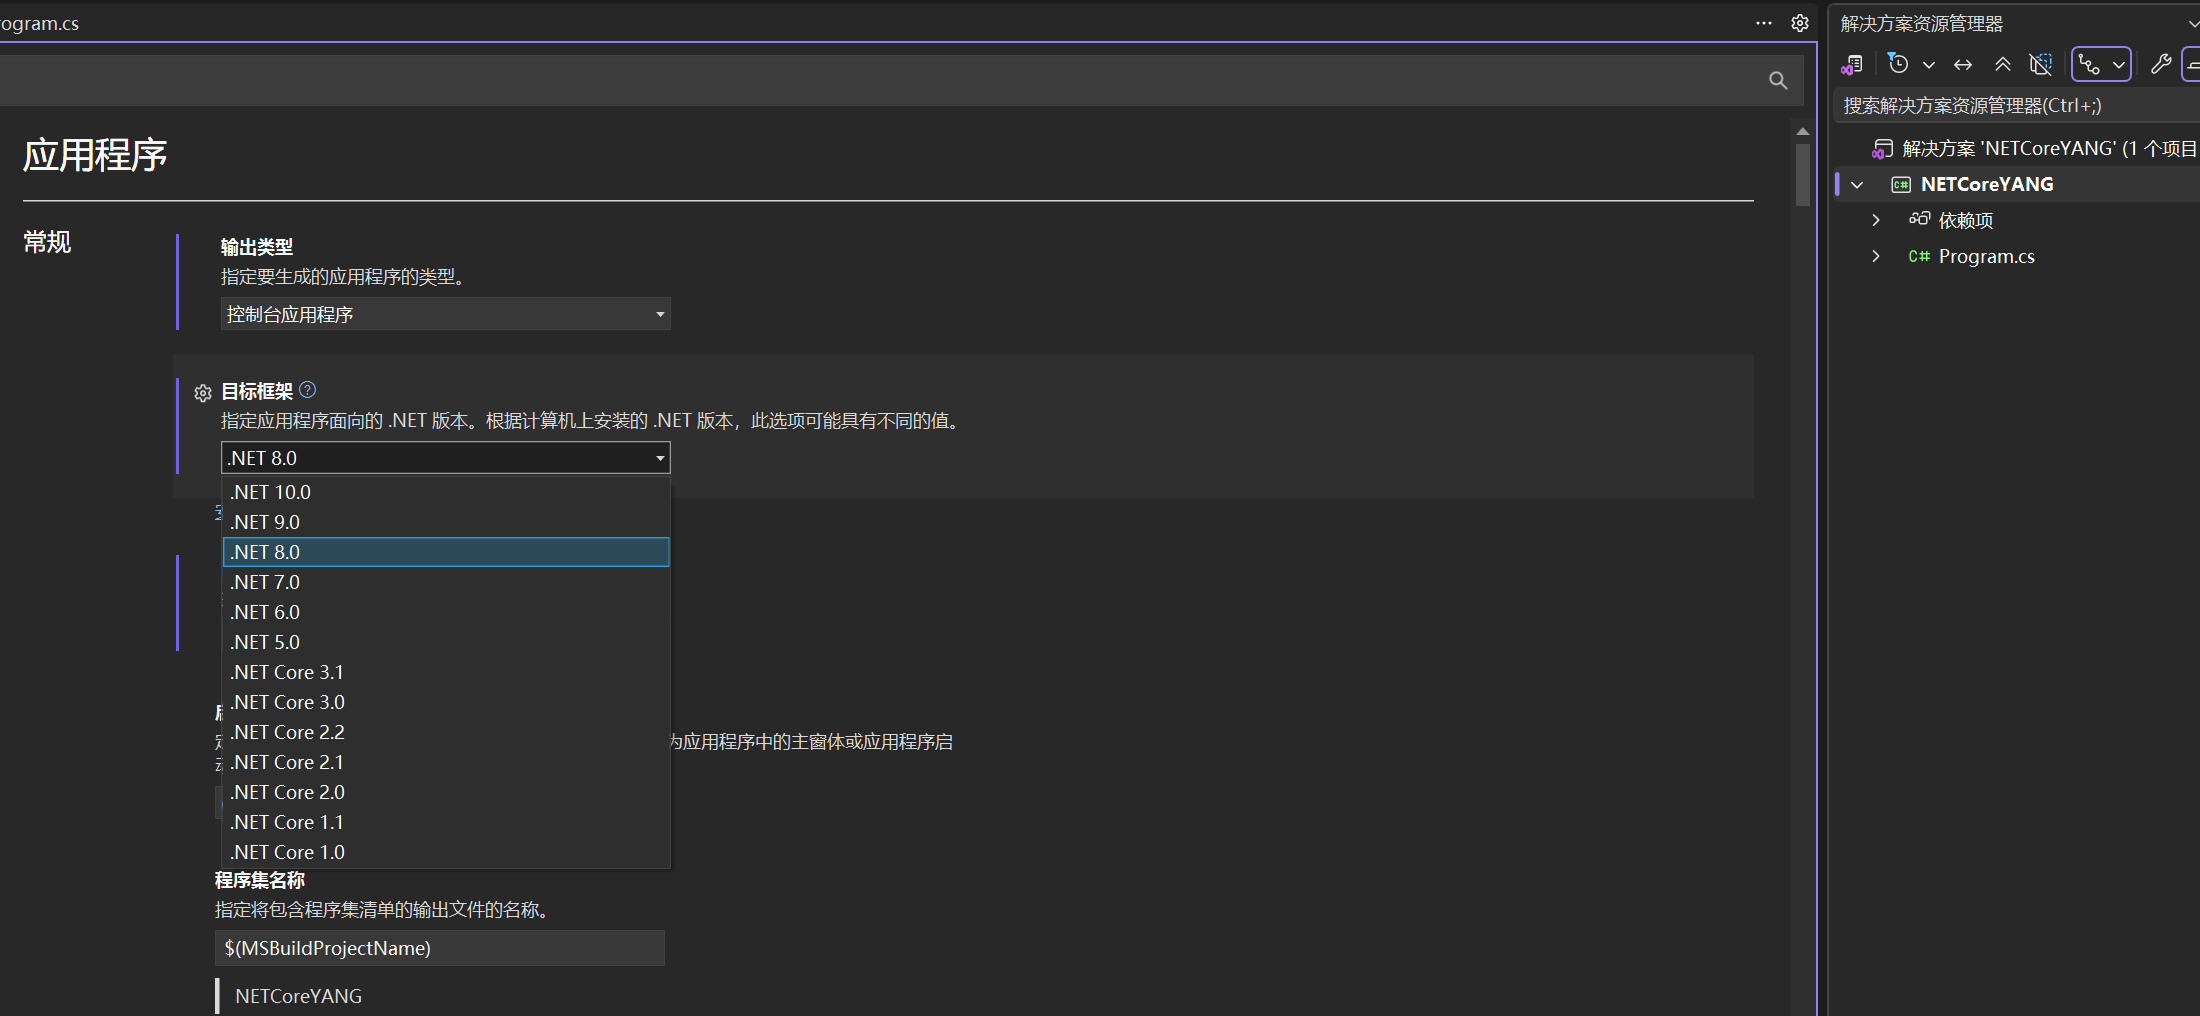 ogram.cs
应用程序
常规
输出类型
指定要生成的应用程序的类型。
控制台应用程序
目标框架
指定应用程序面向的 .NET 版本。根据计算机上安装的 .NET 版本，此选项可能具有不同的值。
.NET 8.0
.NET 10.0
.NET 9.0
.NET 8.0
.NET 7.0
.NET 6.0
.NET 5.0
.NET Core 3.1
.NET Core 3.0
.NET Core 2.2
.NET Core 2.1
.NET Core 2.0
.NET Core 1.1
.NET Core 1.0
为应用程序中的主窗体或应用程序启
程序集名称
指定将包含程序集清单的输出文件的名称。
$(MSBuildProjectName)
NETCoreYANG
解决方案资源管理器
搜索解决方案资源管理器(Ctrl+;)
解决方案 'NETCoreYANG' (1 个项目
C# NETCoreYANG
依赖项
C# Program.cs